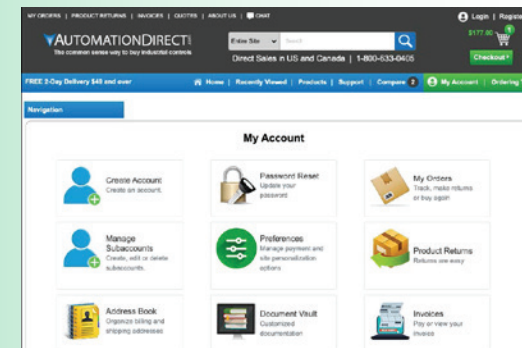 MY ORDERS | PRODUCT RETURNS | INVOICES | QUOTES | ABOUT US | CHAT
Login | Register
AUTOMATIONDIRECT
The common sense way to buy industrial controls
Entire Site
Search
$177.00
1
Direct Sales in US and Canada | 1-800-633-0405
Checkout
FREE 2-Day Delivery $49 and over
Home | Recently Viewed | Products | Support | Compare 2
My Account | Ordering
Navigation
My Account
Create Account
Create an account.
Password Reset
Update your
password
My Orders
Track, make returns
or buy again
Manage
Subaccounts
Create, edit or delete
subaccounts.
Preferences
Manage payment and
site personalization
options
Product Returns
Returns are easy
Address Book
Organize billing and
shipping addresses
Document Vault
Customized
documentation
Invoices
Pay or view your
invoice